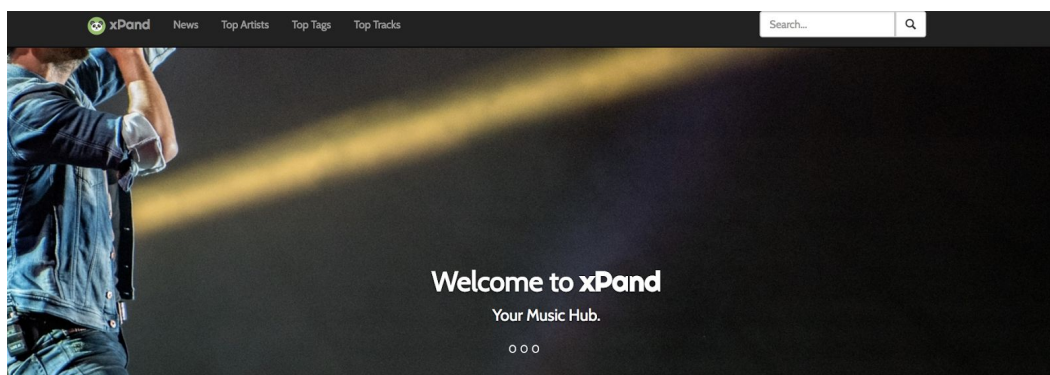 xPand News Top Artists Top Tags Top Tracks Search...
Welcome to xPand
Your Music Hub.